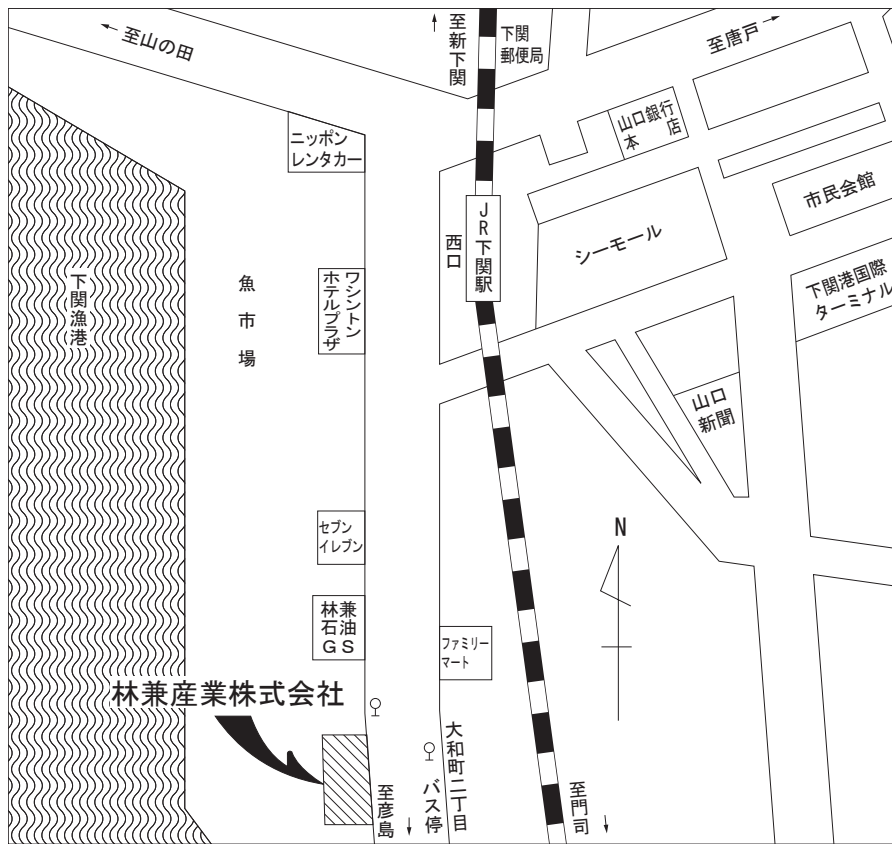 ←至山の田
至新下関
下関
郵便局
至唐戸→
山口銀行
本店
ニッポン
レンタカー
市民会館
JR下関駅
西口
シーモール
下関港国際
ターミナル
ワシントン
ホテルプラザ
下関漁港
魚市場
山口
新聞
セブン
イレブン
N
林兼
石油
GS
ファミリー
マート
林兼産業株式会社
大和町二丁目
バス停
至彦島
至門司